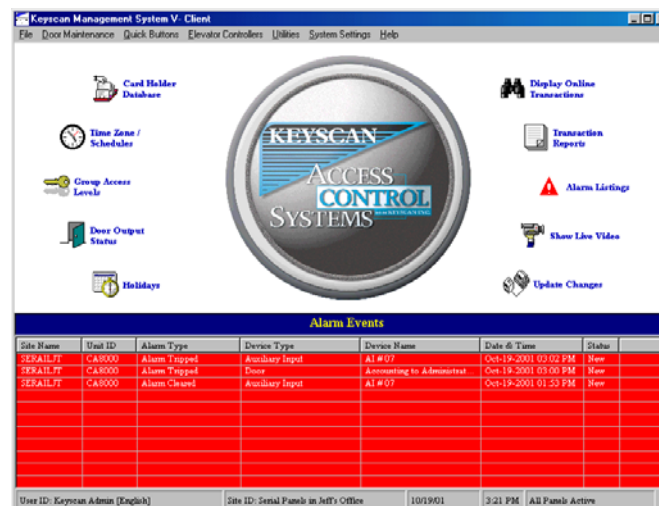 Keyscan Management System V- Client
File Door Maintenance Quick Buttons Elevator Controllers Utilities System Settings Help
Card Holder
Database
Time Zone /
Schedules
Group Access
Levels
Door Output
Status
Holidays
KEYSCAN
ACCESS
CONTROL
SYSTEMS
Display Online
Transactions
Transaction
Reports
Alarm Listings
Show Live Video
Update Changes
Alarm Events
Site Name Unit ID Alarm Type Device Type Device Name Date & Time Status
SERAILJT CA8000 Alarm Tripped Auxiliary Input AI # 07 Oct-19-2001 03:02 PM New
SERAILJT CA8000 Alarm Tripped Door Accounting to Administrat... Oct-19-2001 03:00 PM New
SERAILJT CA8000 Alarm Cleared Auxiliary Input AI # 07 Oct-19-2001 01:53 PM New
User ID: Keyscan Admin [English] Site ID: Serial Panels in Jeff's Office 10/19/01 3:21 PM All Panels Active